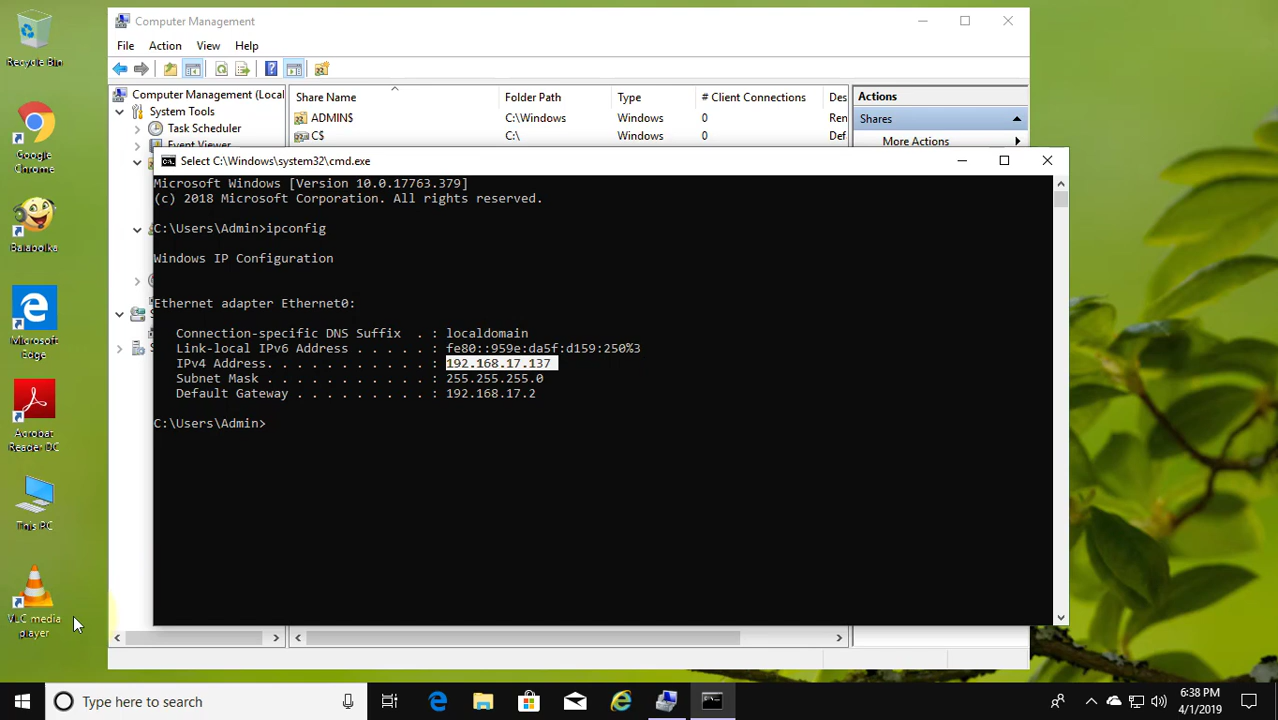 Recycle Bin
Google Chrome
Balabolka
Microsoft Edge
Acrobat Reader DC
This PC
VLC media player
Computer Management
File Action View Help
Computer Management (Local
System Tools
Task Scheduler
Event Viewer
Share Name Folder Path Type # Client Connections Des
ADMIN$ C:\Windows Windows 0 Ren
C$ C:\ Windows 0 Def
Actions
Shares
More Actions
Select C:\Windows\system32\cmd.exe
Microsoft Windows [Version 10.0.17763.379]
(c) 2018 Microsoft Corporation. All rights reserved.
C:\Users\Admin>ipconfig
Windows IP Configuration
Ethernet adapter Ethernet0:
Connection-specific DNS Suffix . : localdomain
Link-local IPv6 Address . . . . . : fe80::959e:da5f:d159:250%3
IPv4 Address. . . . . . . . . . . : 192.168.17.137
Subnet Mask . . . . . . . . . . . : 255.255.255.0
Default Gateway . . . . . . . . . : 192.168.17.2
C:\Users\Admin>
Type here to search
6:38 PM
4/1/2019